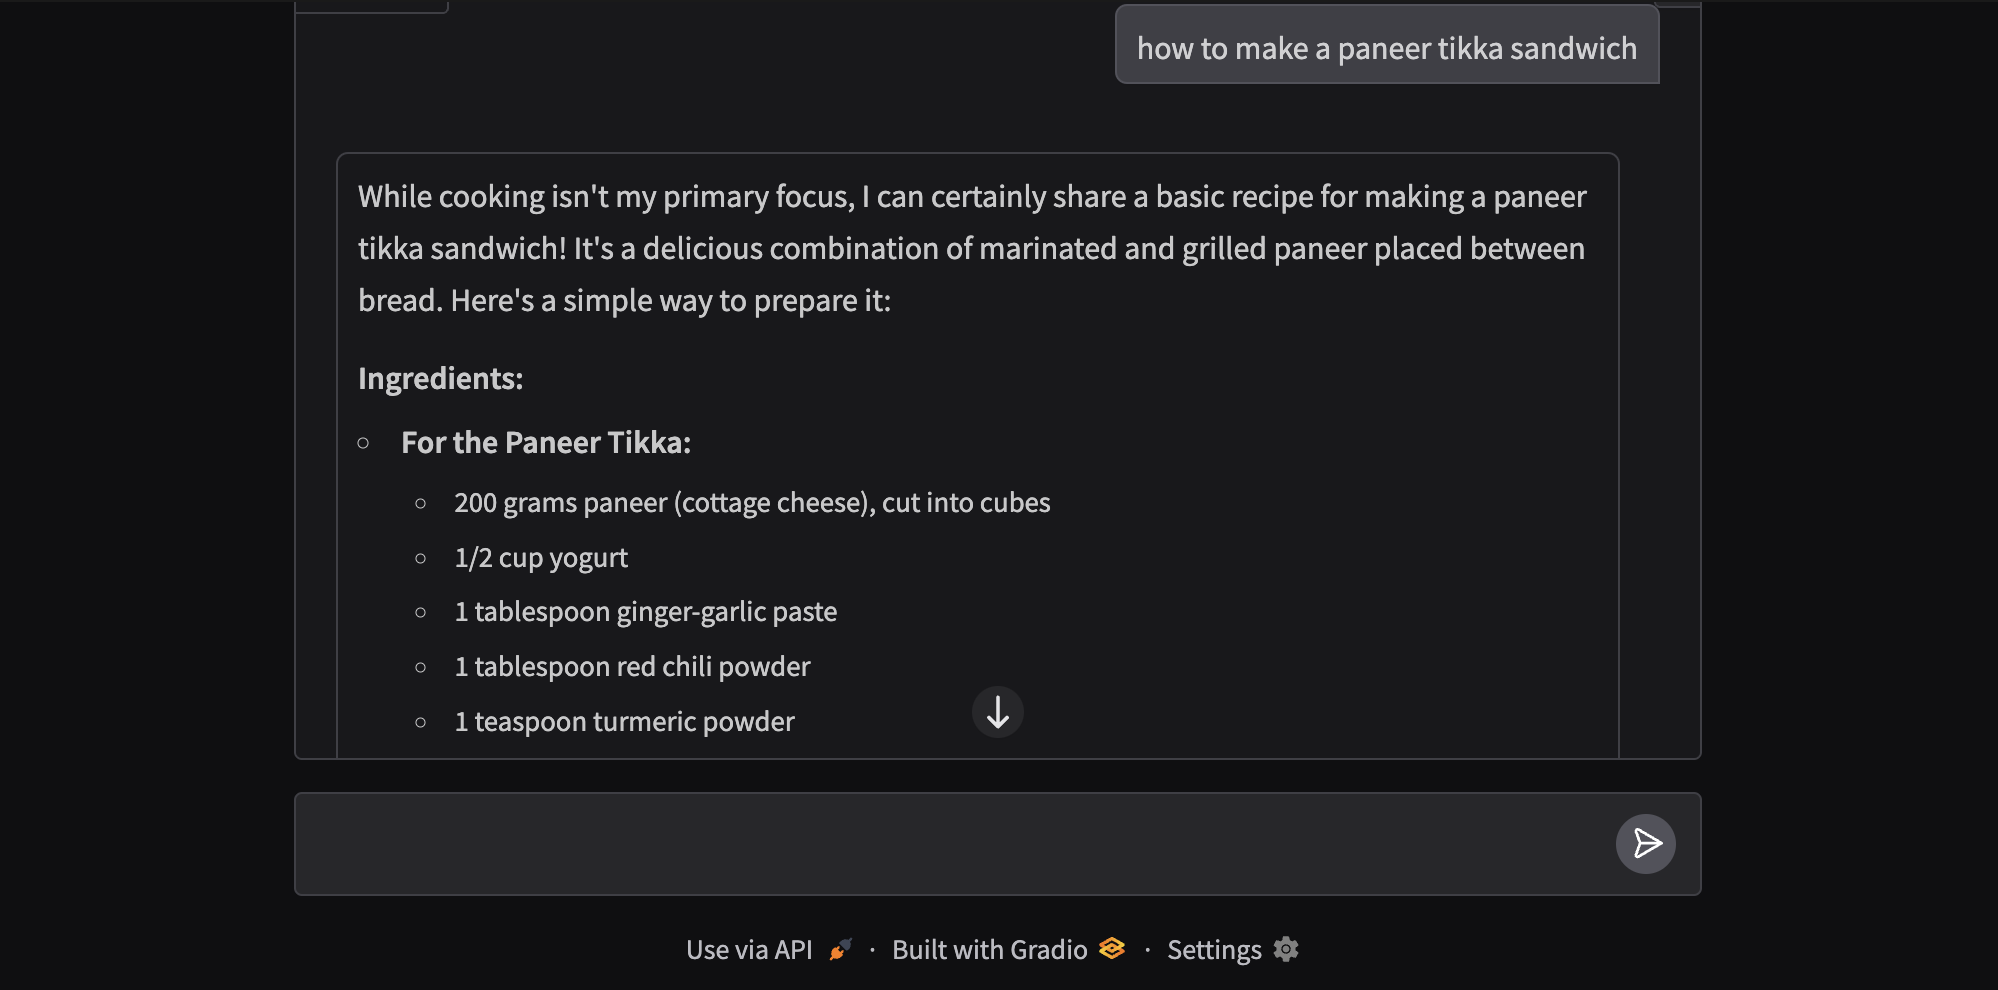 how to make a paneer tikka sandwich
While cooking isn't my primary focus, I can certainly share a basic recipe for making a paneer
tikka sandwich! It's a delicious combination of marinated and grilled paneer placed between
bread. Here's a simple way to prepare it:
Ingredients:
For the Paneer Tikka:
200 grams paneer (cottage cheese), cut into cubes
1/2 cup yogurt
1 tablespoon ginger-garlic paste
1 tablespoon red chili powder
1 teaspoon turmeric powder
Use via API · Built with Gradio · Settings